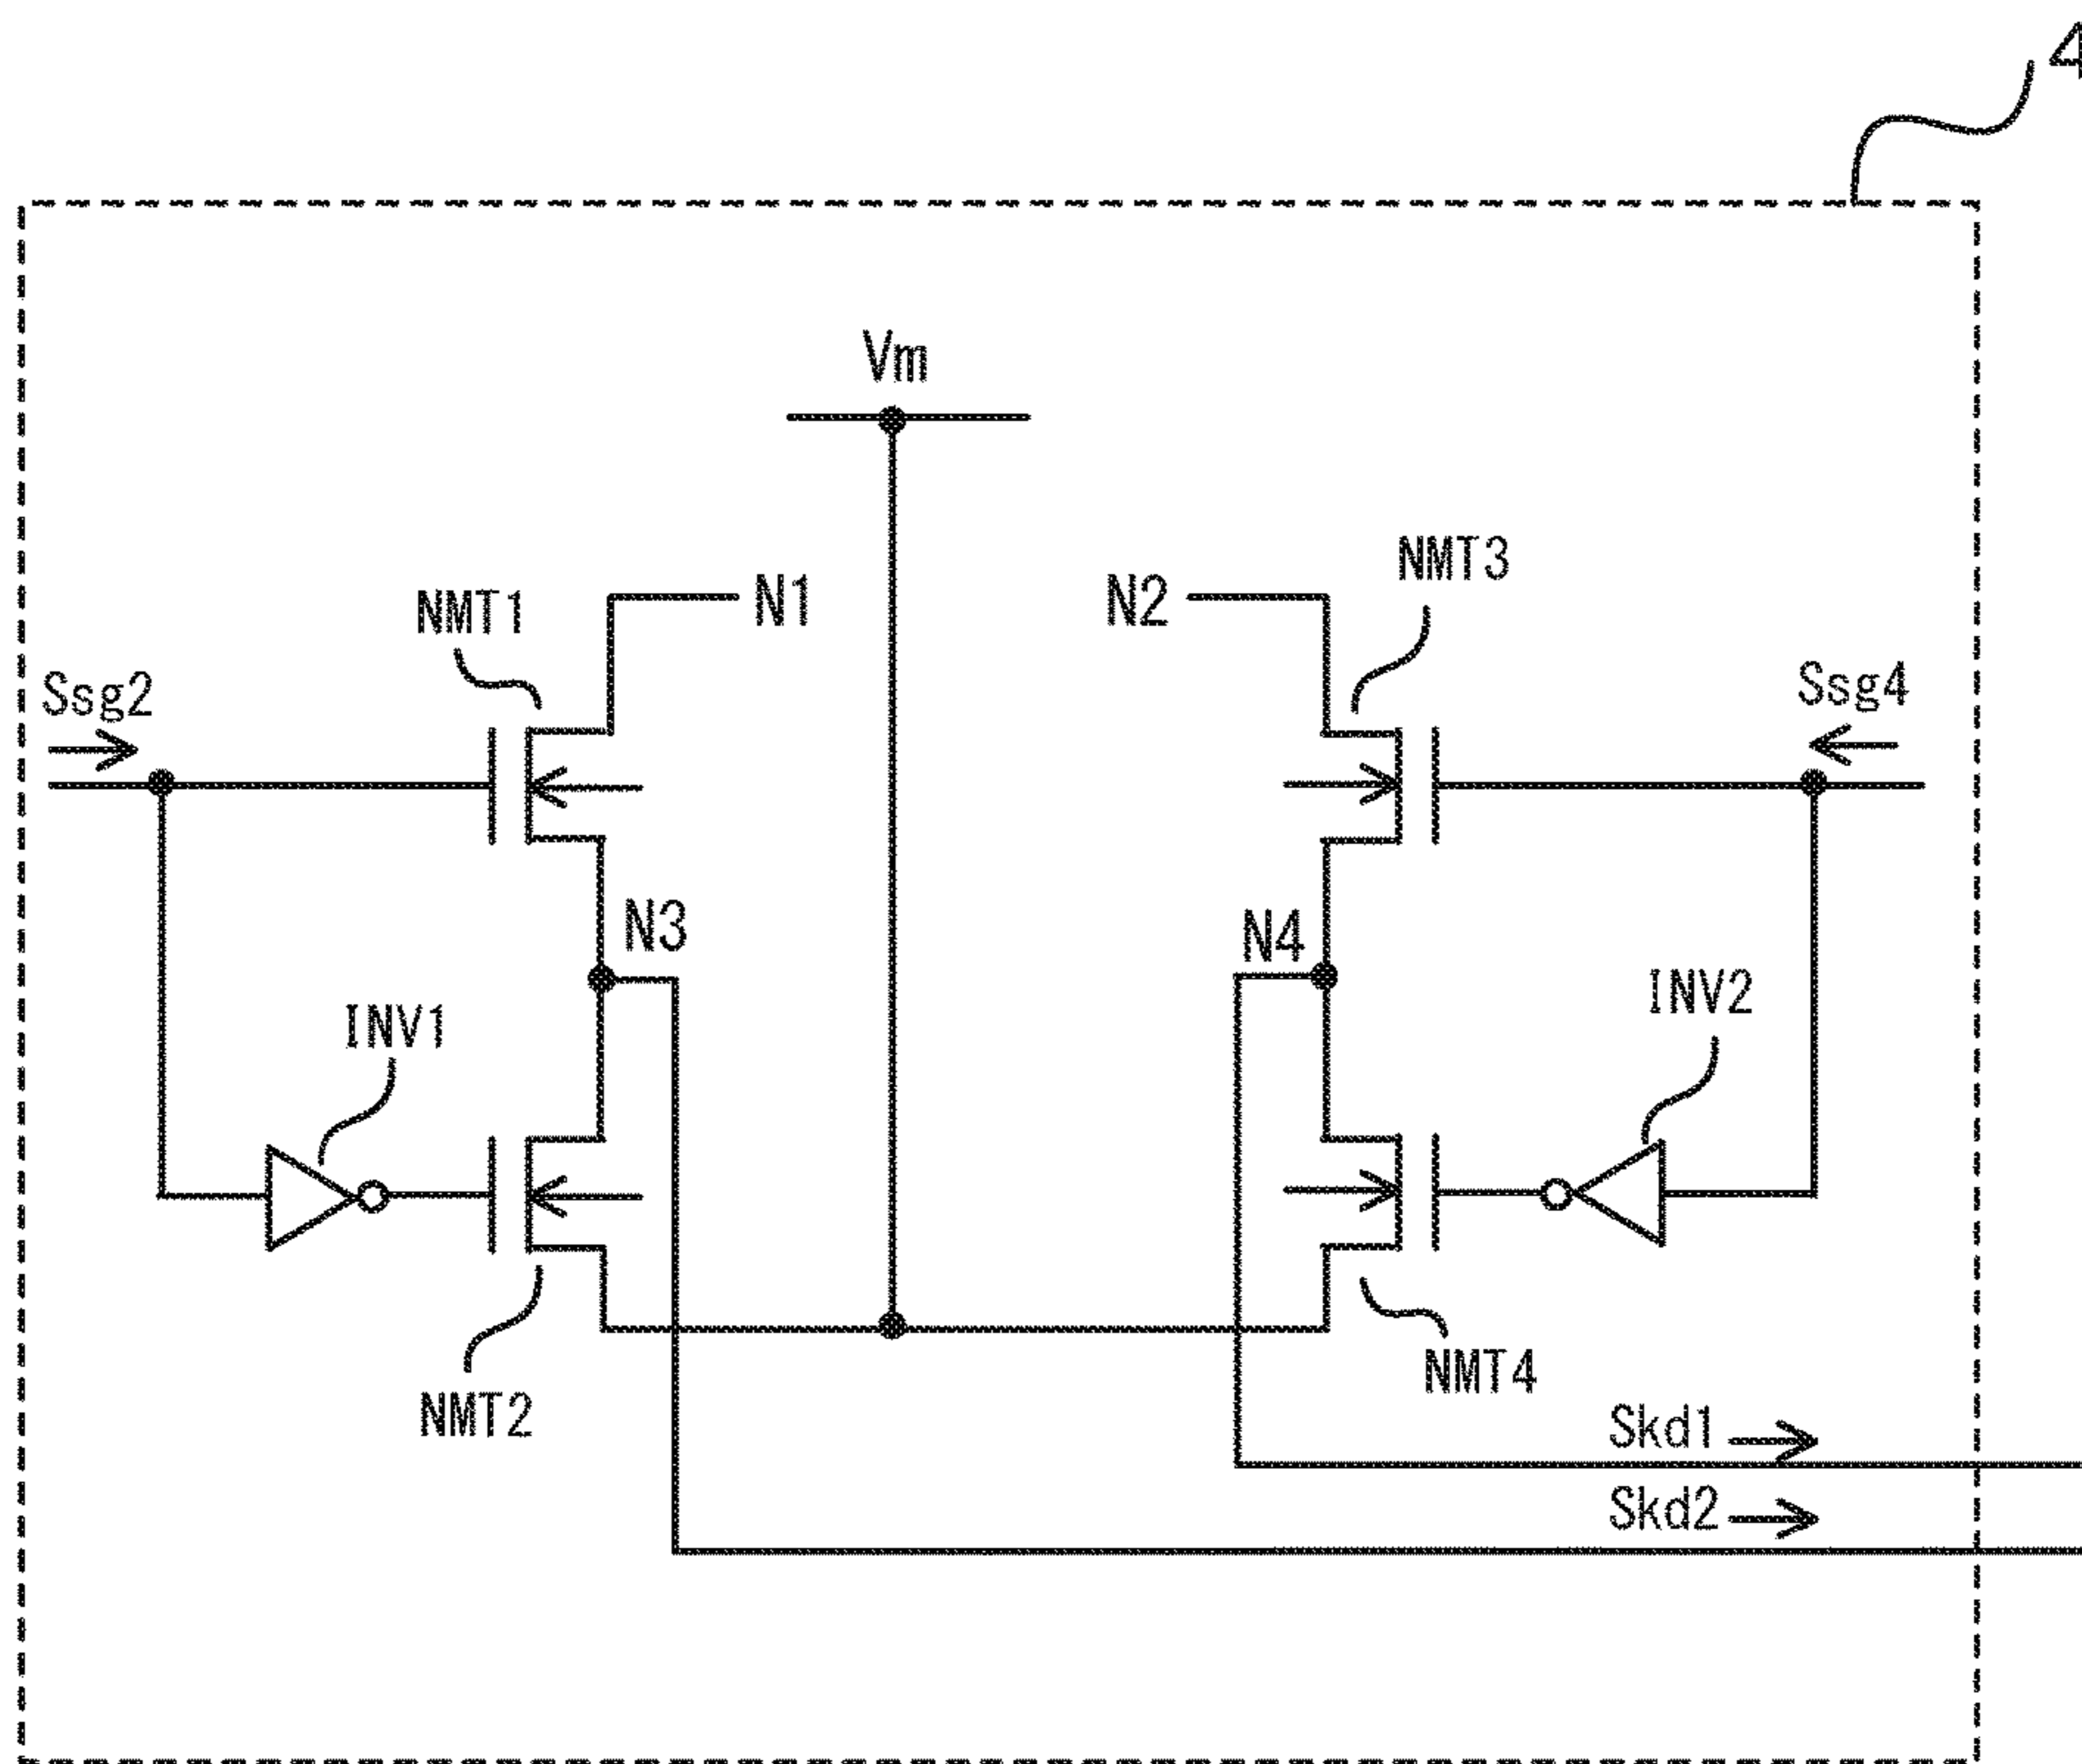 4
Vm
NMT3
N1
N2
NMT1
Ssg2
Ssg4
N3
N4
INV1
INV2
NMT4
NMT2
Skd1
Skd2